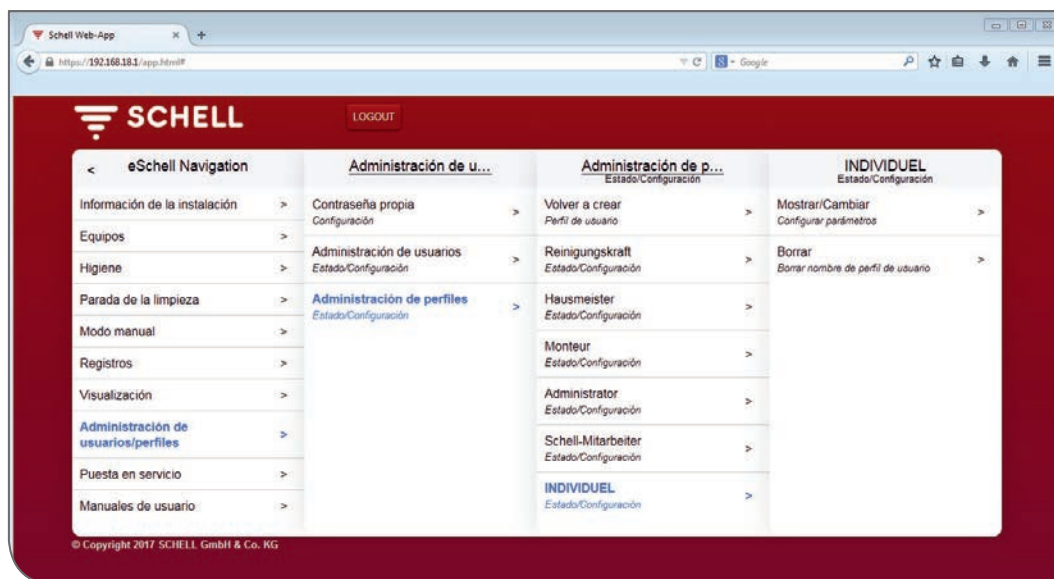 Schell Web-App
https://192.168.18.1/app.html#
Google
SCHELL
LOGOUT
< eSchell Navigation
Información de la instalación >
Equipos >
Higiene >
Parada de la limpieza >
Modo manual >
Registros >
Visualización >
Administración de
usuarios/perfiles >
Puesta en servicio >
Manuales de usuario >
Administración de u...
Contraseña propia >
Configuración
Administración de usuarios >
Estado/Configuración
Administración de perfiles >
Estado/Configuración
Administración de p...
Estado/Configuración
Volver a crear >
Perfil de usuario
Reinigungskraft >
Estado/Configuración
Hausmeister >
Estado/Configuración
Monteur >
Estado/Configuración
Administrator >
Estado/Configuración
Schell-Mitarbeiter >
Estado/Configuración
INDIVIDUEL >
Estado/Configuración
INDIVIDUEL
Estado/Configuración
Mostrar/Cambiar >
Configurar parámetros
Borrar >
Borrar nombre de perfil de usuario
© Copyright 2017 SCHELL GmbH & Co. KG